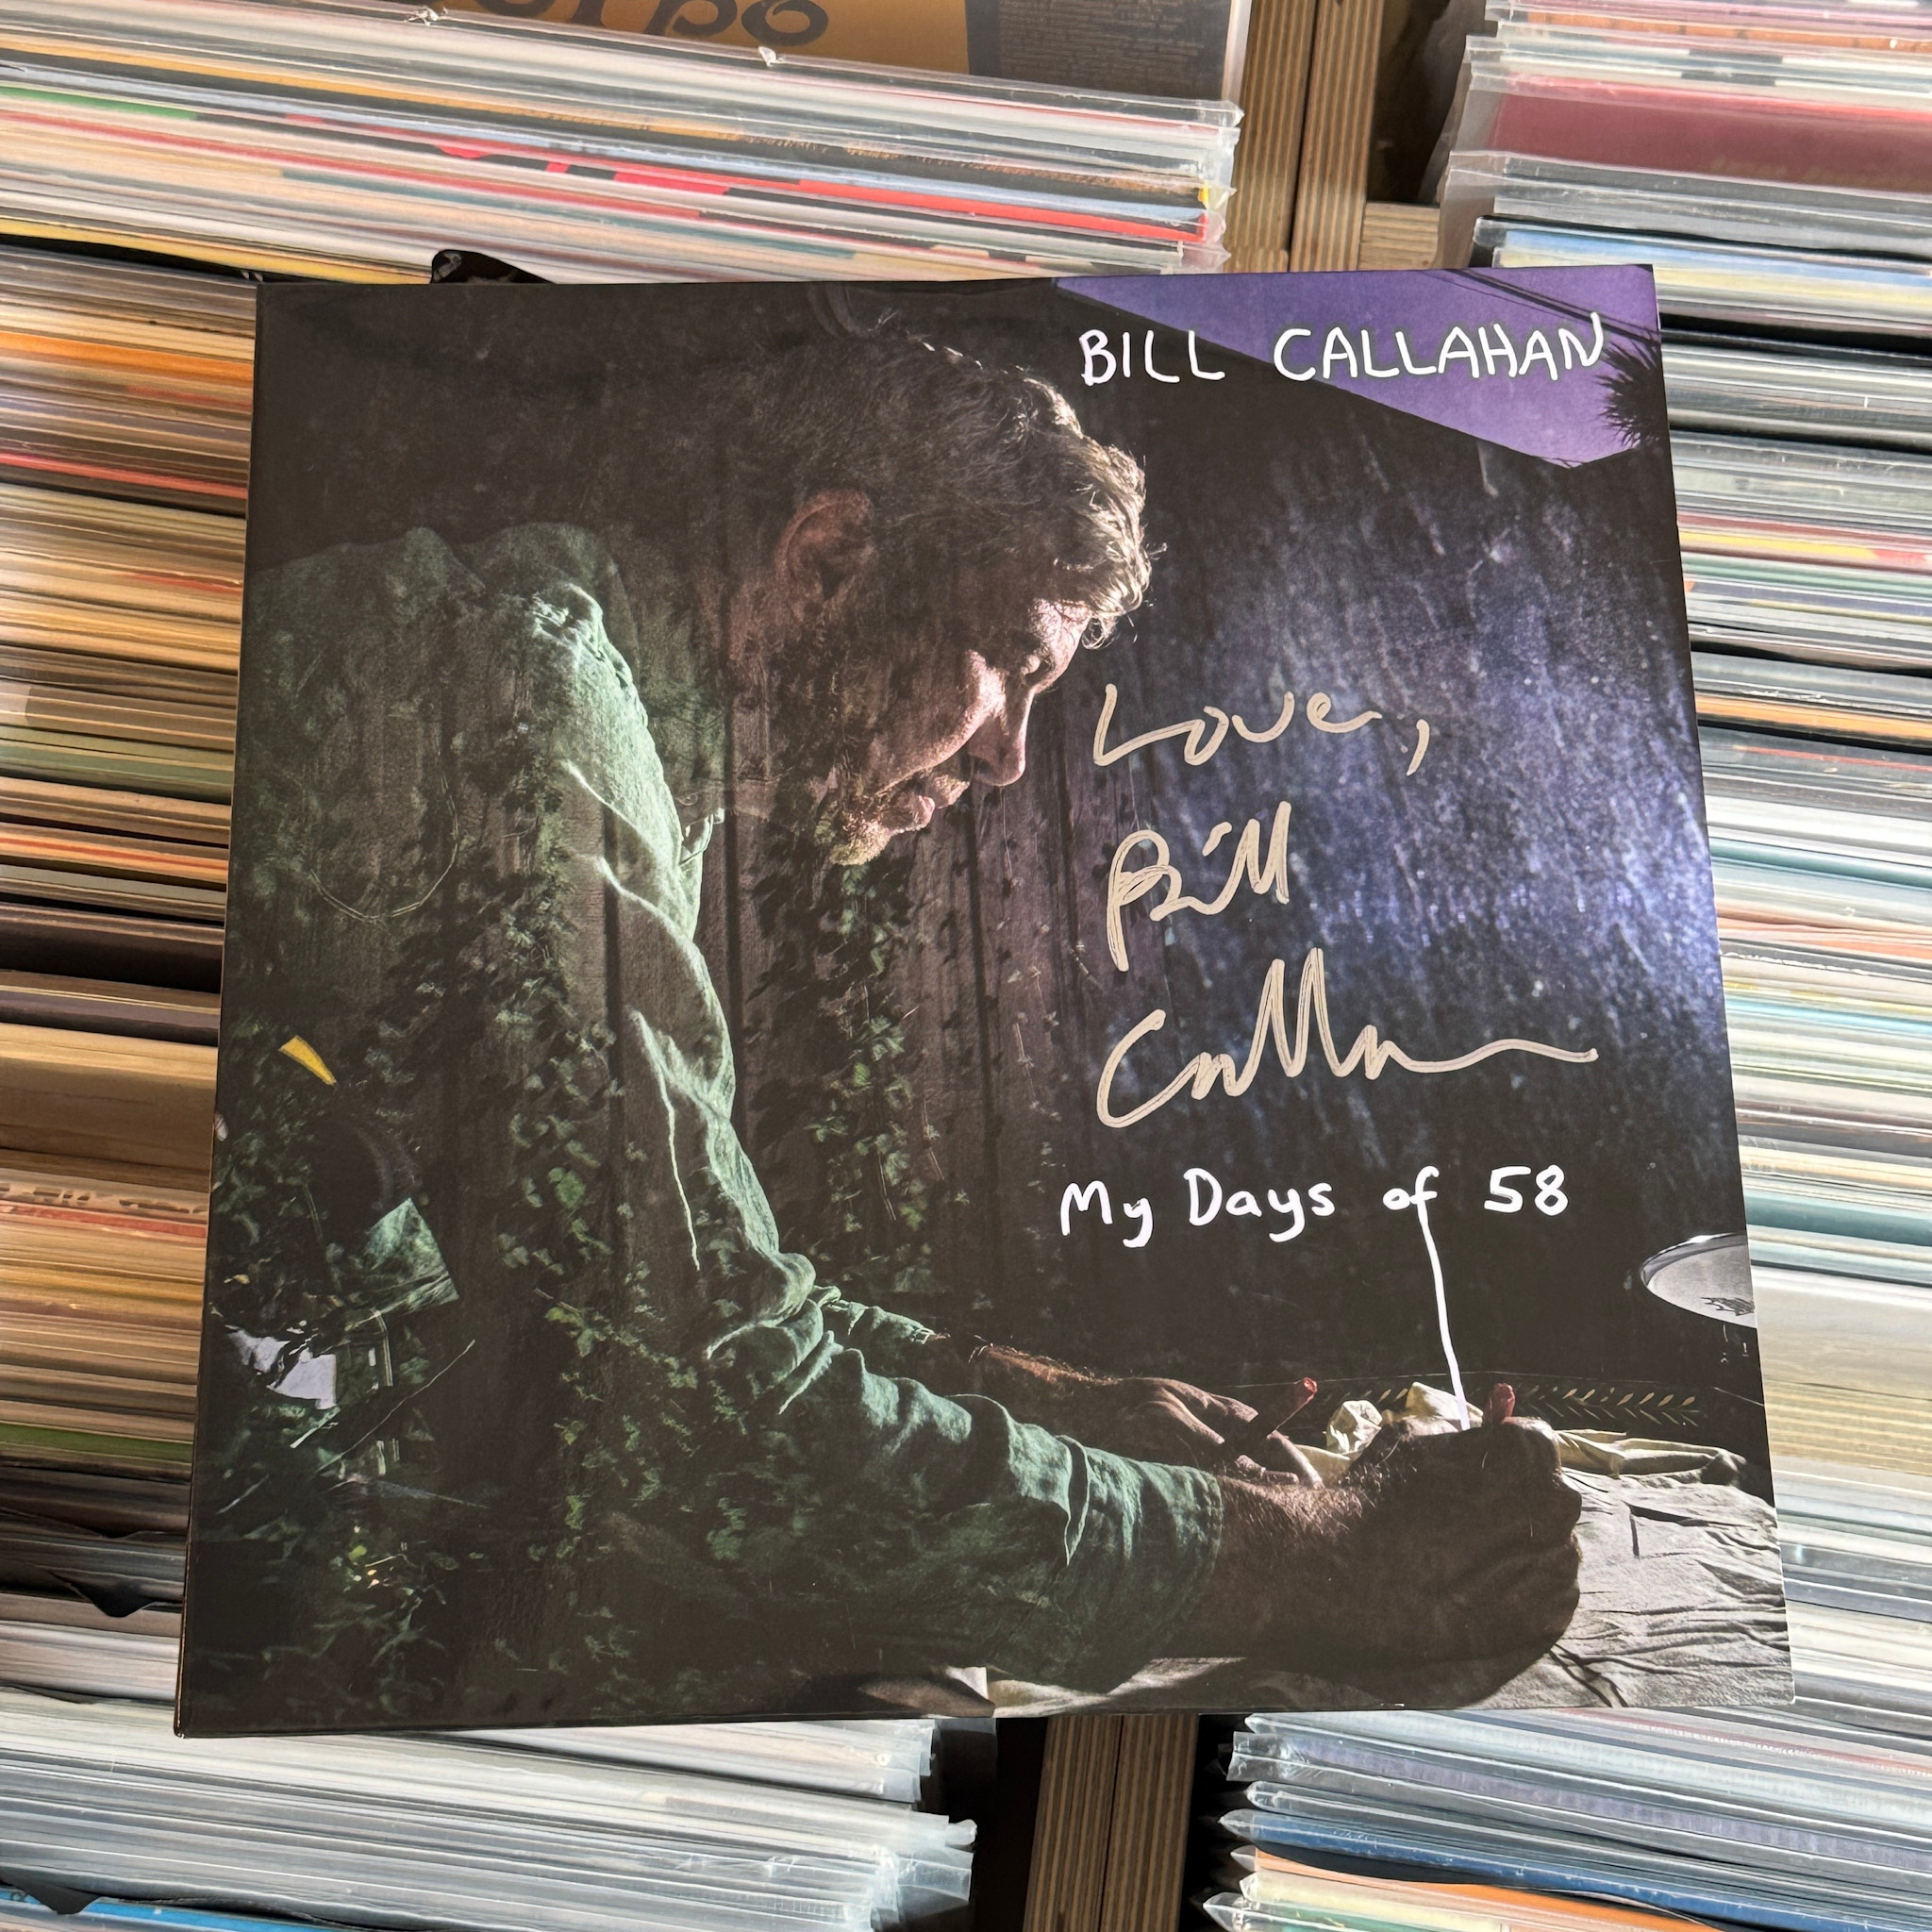 BILL CALLAHAN
Love,
Bill
Callahan
My Days of 58